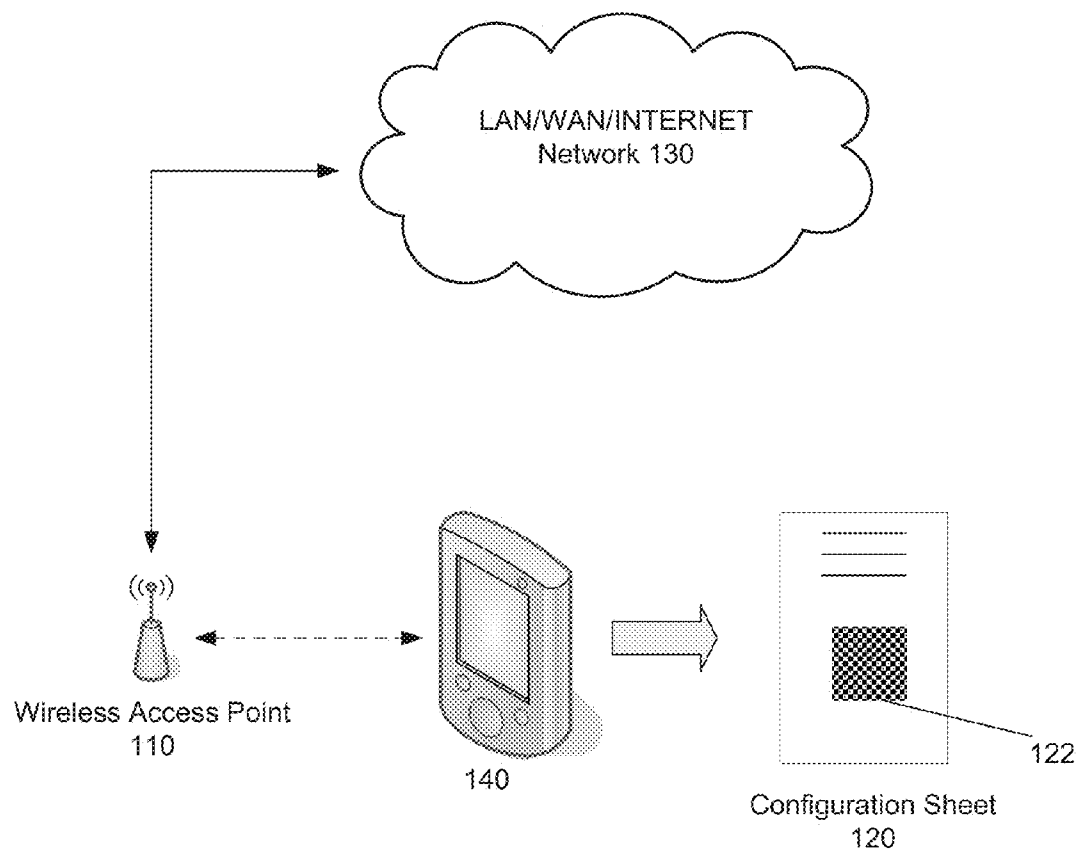 LAN/WAN/INTERNET
Network 130
Wireless Access Point
110
140
122
Configuration Sheet
120